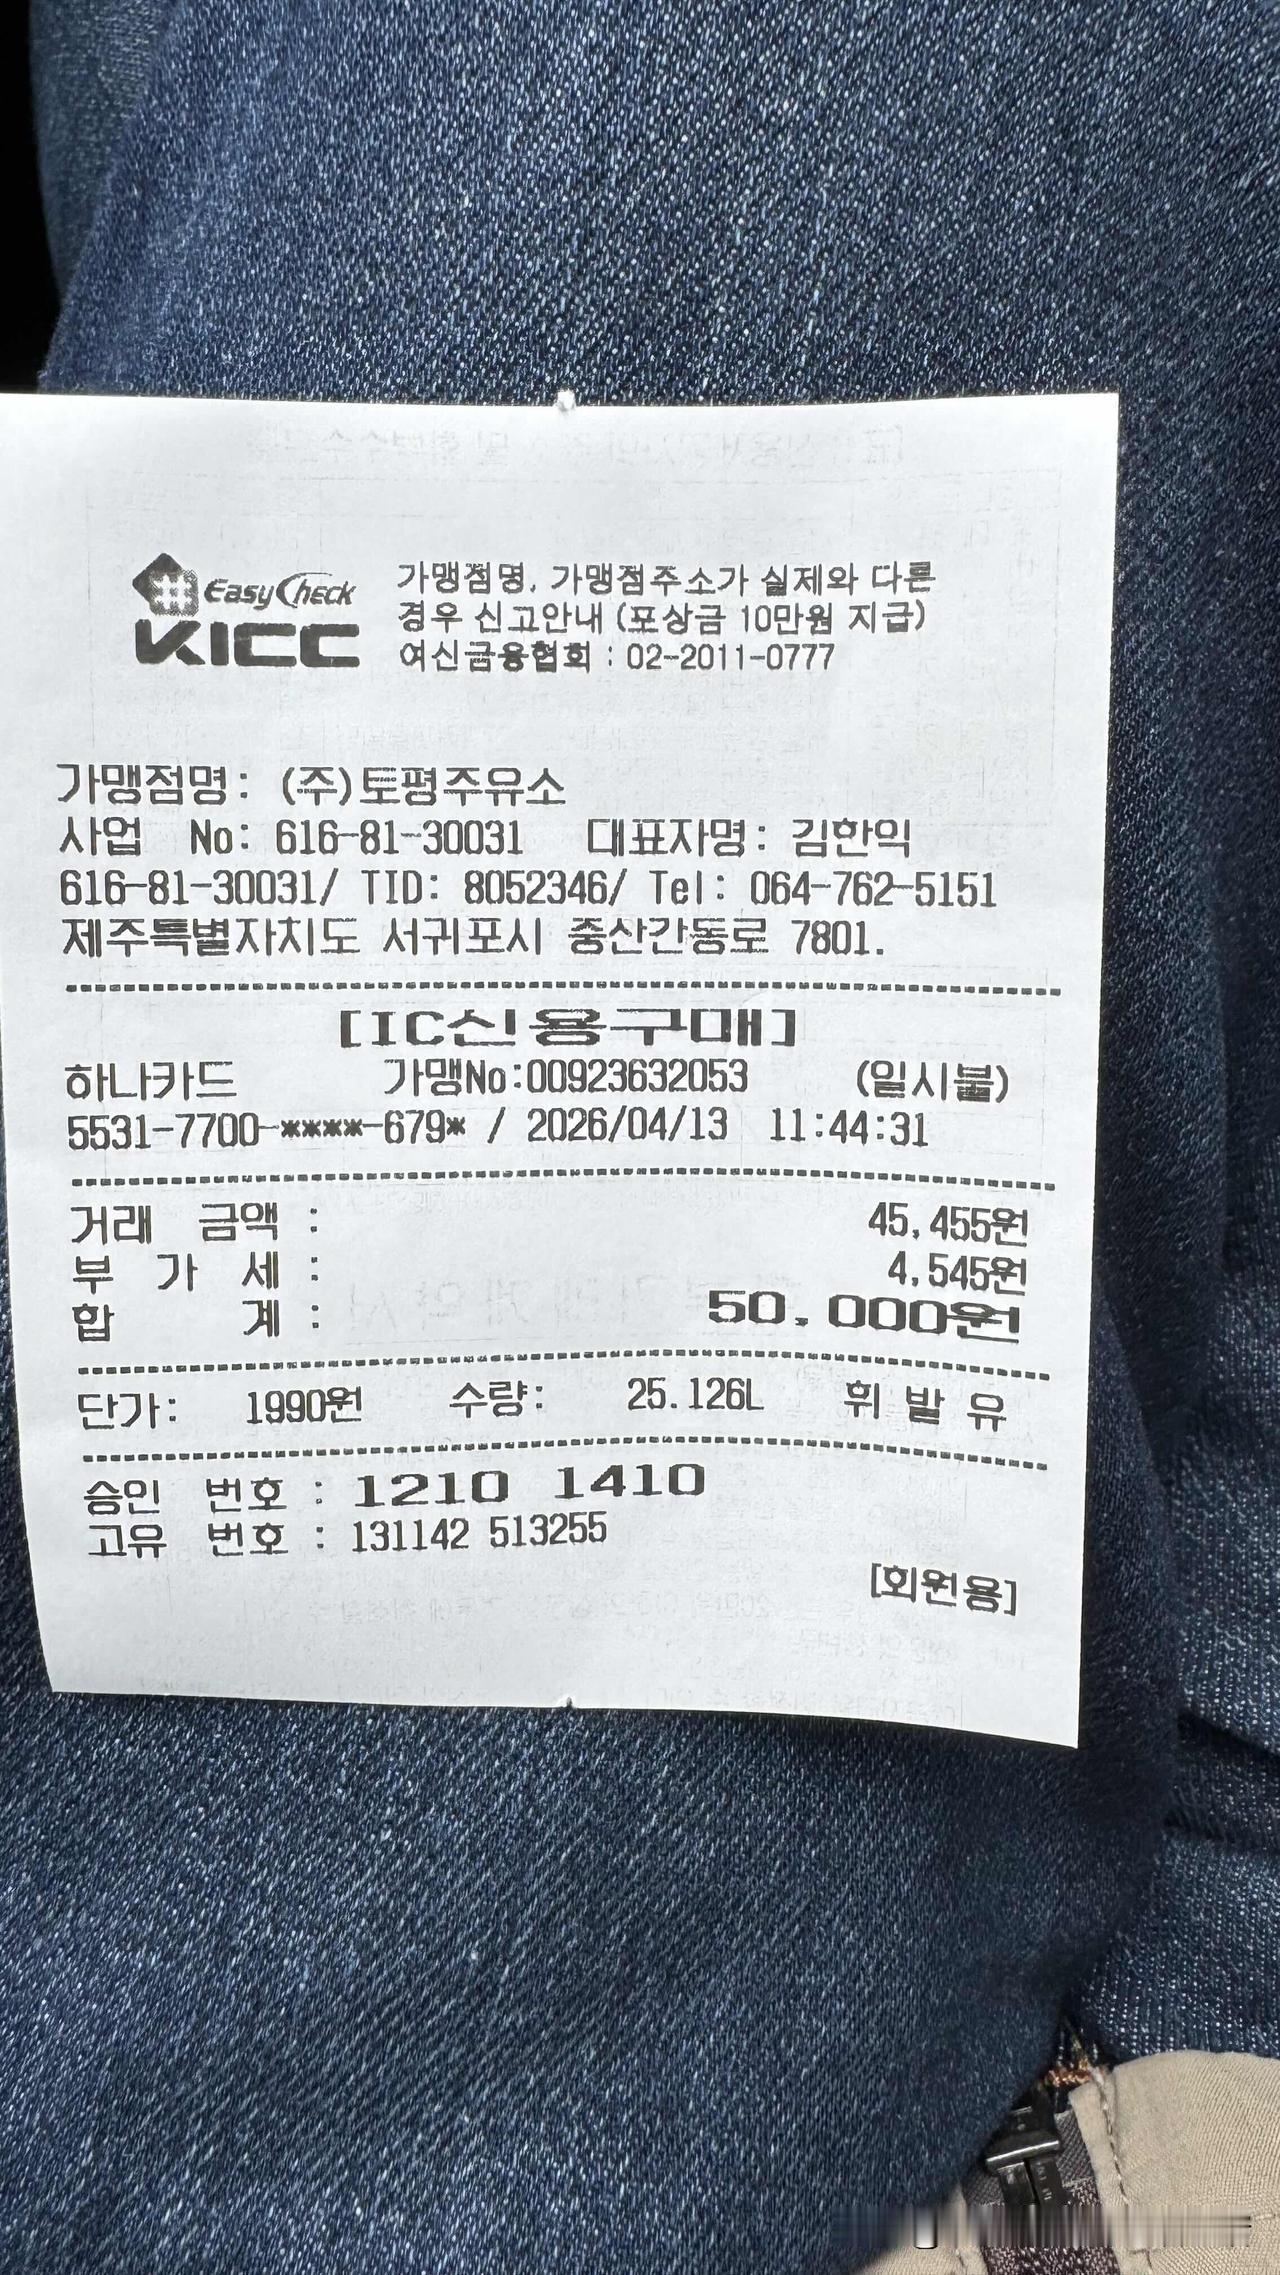 EasyCheck
KICC
가맹점명, 가맹점주소가 실제와 다른
경우 신고안내 (포상금 10만원 지급)
여신금융협회 : 02-2011-0777
가맹점명: (주)토평주유소
사업 No: 616-81-30031 대표자명: 김한익
616-81-30031/ TID: 8052346/ Tel: 064-762-5151
제주특별자치도 서귀포시 중산간동로 7801.
[IC신용구매]
하나카드 가맹No:00923632053 (일시불)
5531-7700-****-679* / 2026/04/13 11:44:31
거래 금액 : 45,455원
부 가 세 : 4,545원
합 계 : 50,000원
단가: 1990원 수량: 25.126L 휘 발 유
승인 번호 : 1210 1410
고유 번호 : 131142 513255
[회원용]